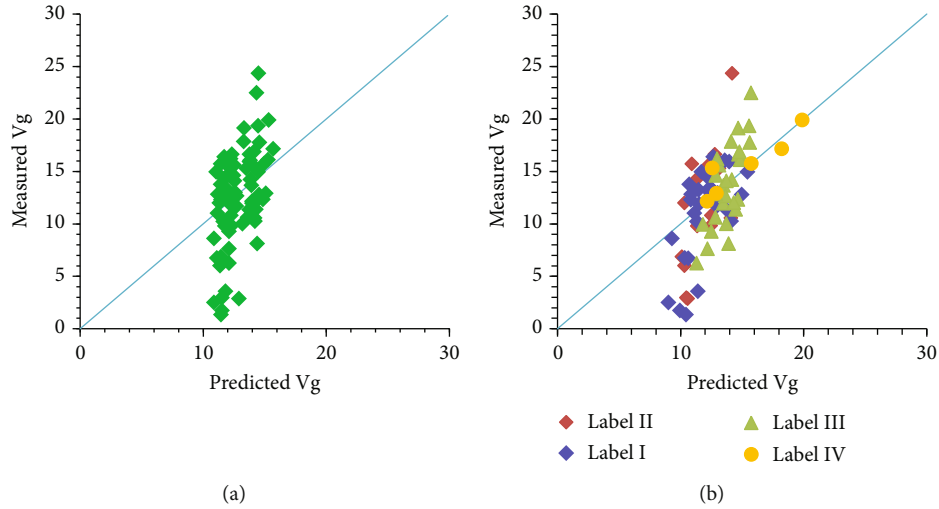 30
25
20
15
10
5
0
Measured Vg
0
10
20
30
Predicted Vg
(a)
30
25
20
15
10
5
0
Measured Vg
0
10
20
30
Predicted Vg
Label II
Label III
Label I
Label IV
(b)